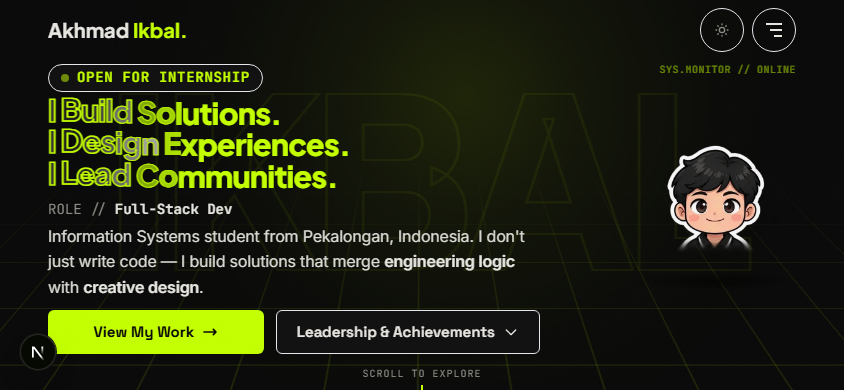 Akhmad Ikbal.
OPEN FOR INTERNSHIP
SYS.MONITOR // ONLINE
IKBAL
I Build Solutions.
I Design Experiences.
I Lead Communities.
ROLE // Full-Stack Dev
Information Systems student from Pekalongan, Indonesia. I don't
just write code — I build solutions that merge engineering logic
with creative design.
View My Work →
Leadership & Achievements
N
SCROLL TO EXPLORE